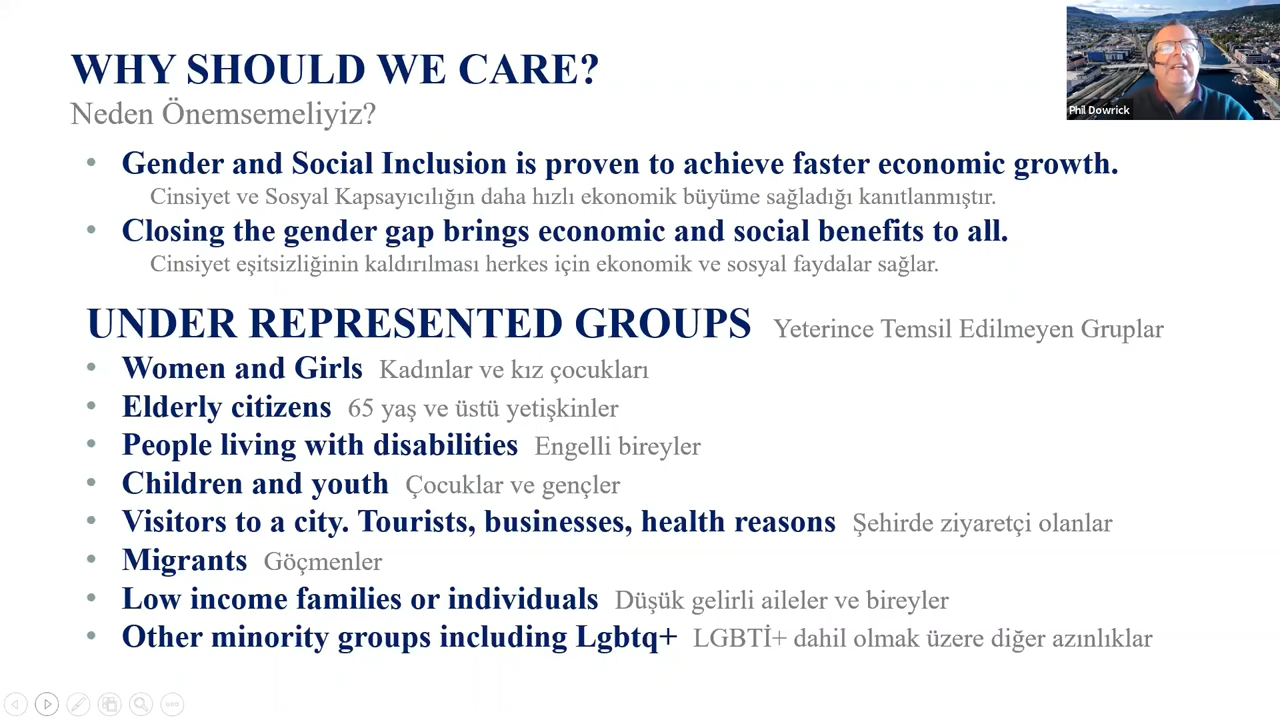 WHY SHOULD WE CARE?
Neden Önemsemeliyiz?
Phil Dowrick
• Gender and Social Inclusion is proven to achieve faster economic growth.
Cinsiyet ve Sosyal Kapsayıcılığın daha hızlı ekonomik büyüme sağladığı kanıtlanmıştır.
• Closing the gender gap brings economic and social benefits to all.
Cinsiyet eşitsizliğinin kaldırılması herkes için ekonomik ve sosyal faydalar sağlar.
UNDER REPRESENTED GROUPS Yeterince Temsil Edilmeyen Gruplar
• Women and Girls Kadınlar ve kız çocukları
• Elderly citizens 65 yaş ve üstü yetişkinler
• People living with disabilities Engelli bireyler
• Children and youth Çocuklar ve gençler
• Visitors to a city. Tourists, businesses, health reasons Şehirde ziyaretçi olanlar
• Migrants Göçmenler
• Low income families or individuals Düşük gelirli aileler ve bireyler
• Other minority groups including Lgbtq+ LGBTİ+ dahil olmak üzere diğer azınlıklar